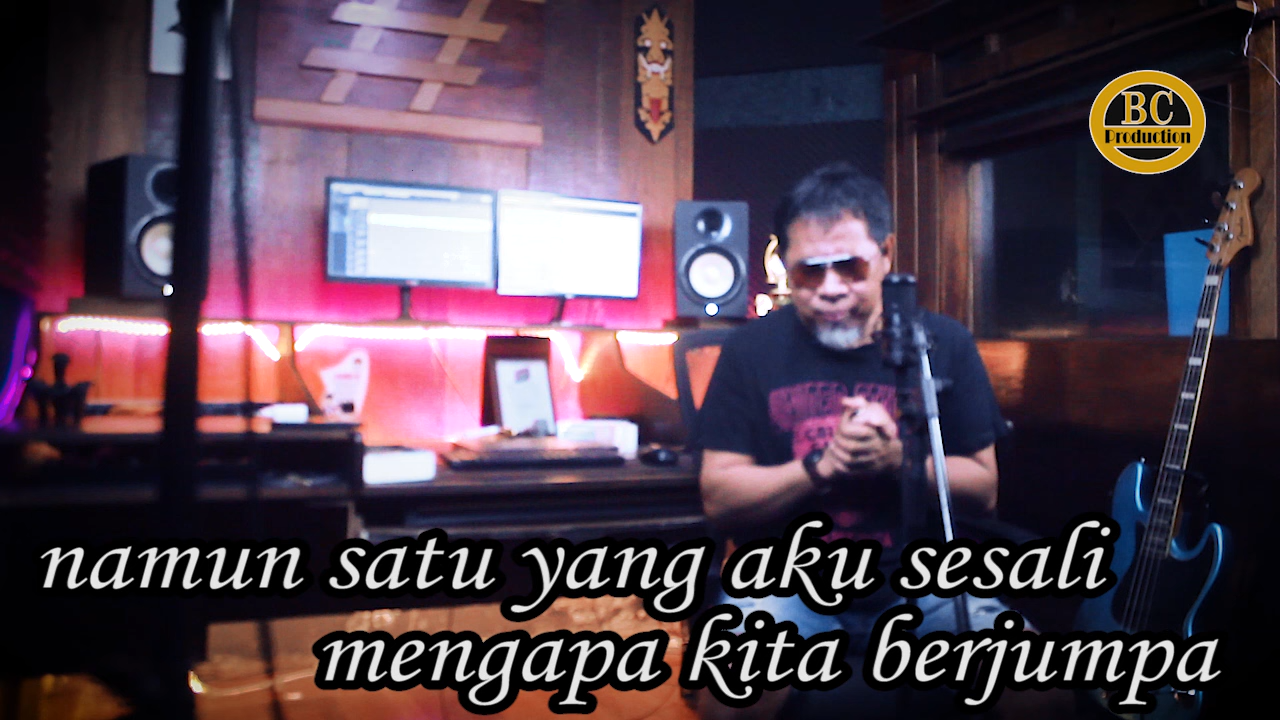 BC
Production
namun satu yang aku sesali
mengapa kita berjumpa